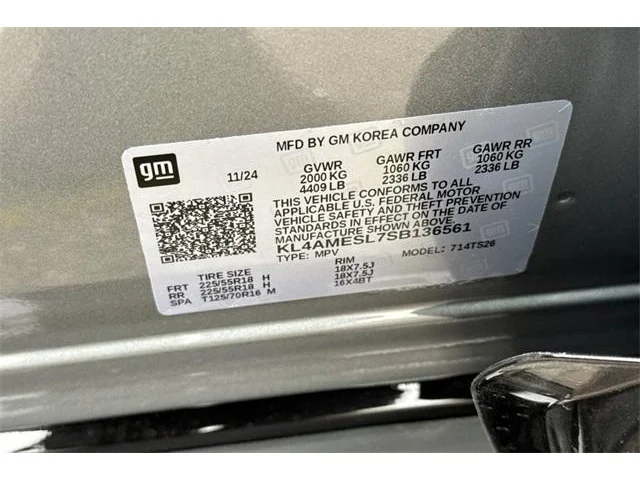 MFD BY GM KOREA COMPANY
gm
11/24
GVWR GAWR FRT GAWR RR
2000 KG 1060 KG 1060 KG
4409 LB 2336 LB 2336 LB
THIS VEHICLE CONFORMS TO ALL
APPLICABLE U.S. FEDERAL MOTOR
VEHICLE SAFETY AND THEFT PREVENTION
STANDARDS IN EFFECT ON THE DATE OF
MANUFACTURE SHOWN ABOVE.
KL4AMESL7SB136561
TYPE: MPV MODEL: 714TS26
TIRE SIZE RIM
FRT 225/55R18 H 18X7.5J
RR 225/55R18 H 18X7.5J
SPA T125/70R16 M 16X4BT